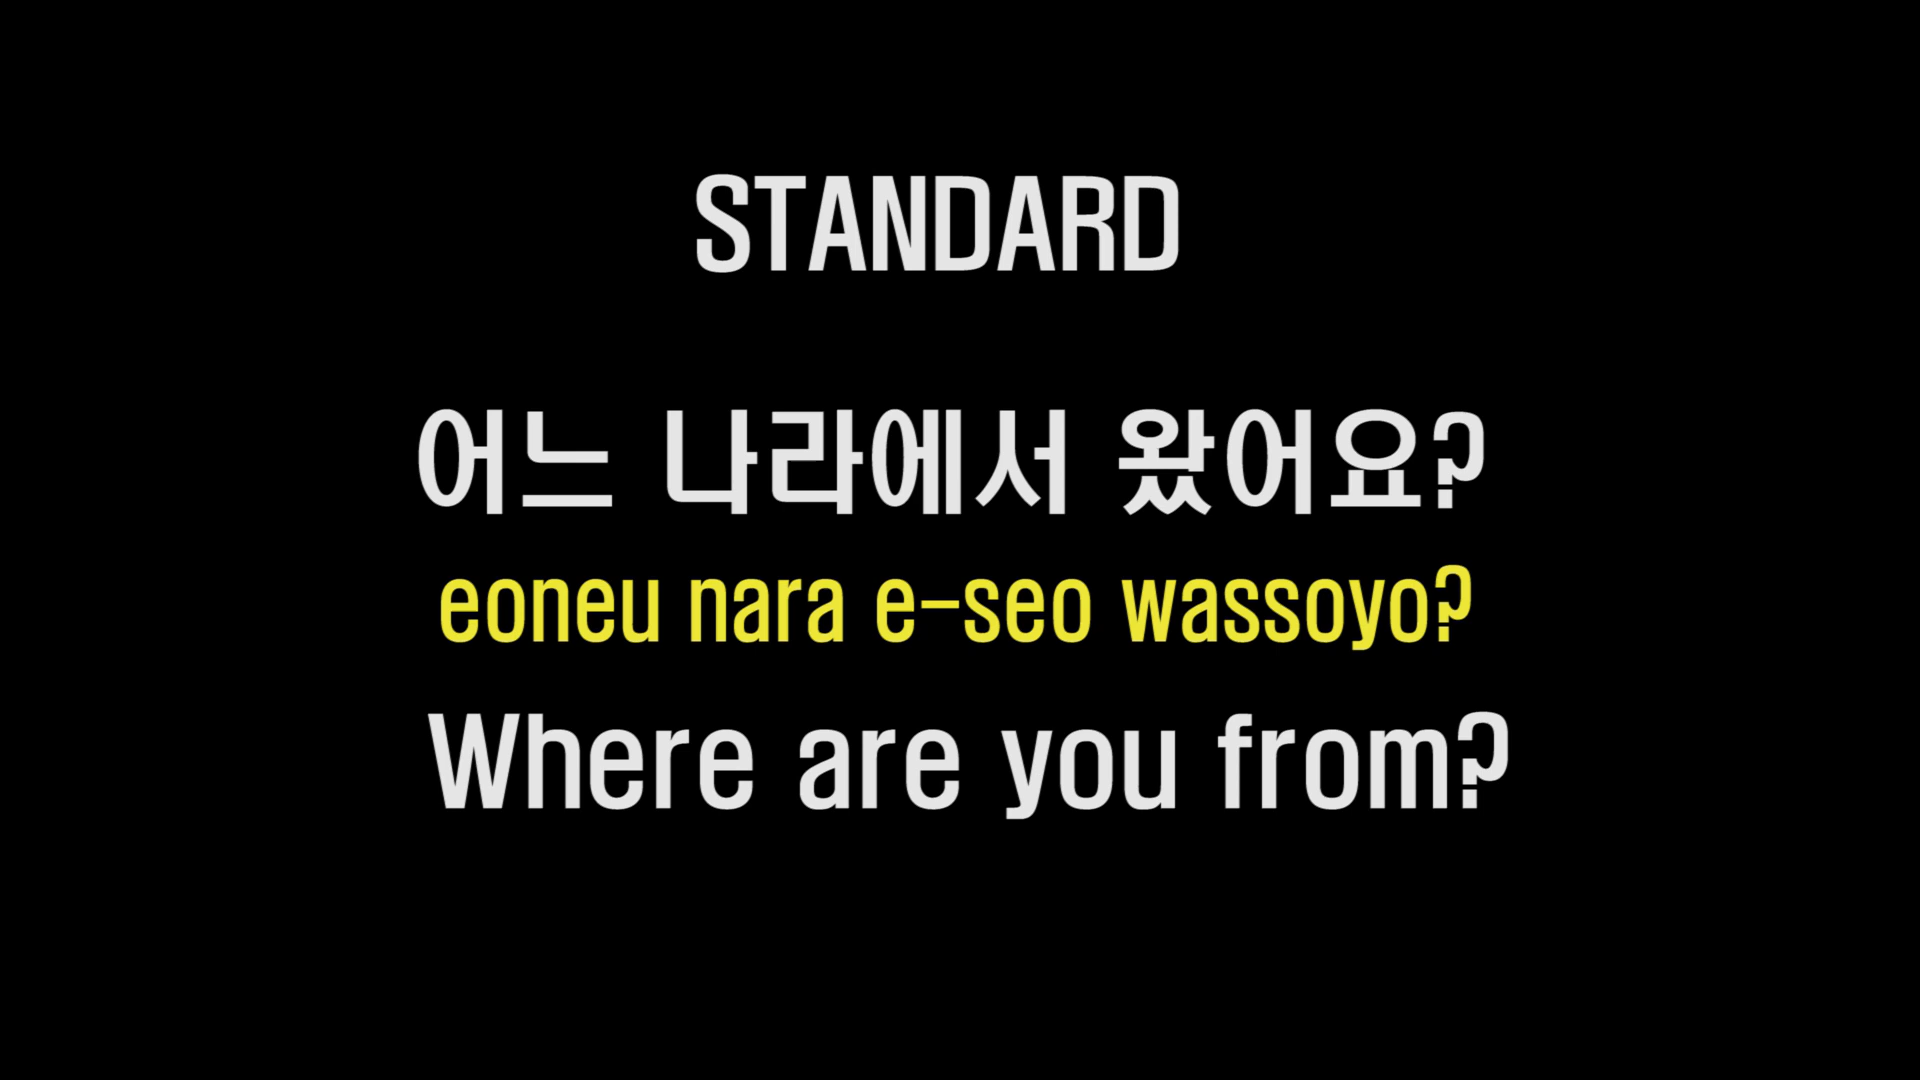 STANDARD
어느 나라에서 왔어요?
eoneu nara e-seo wassoyo?
Where are you from?